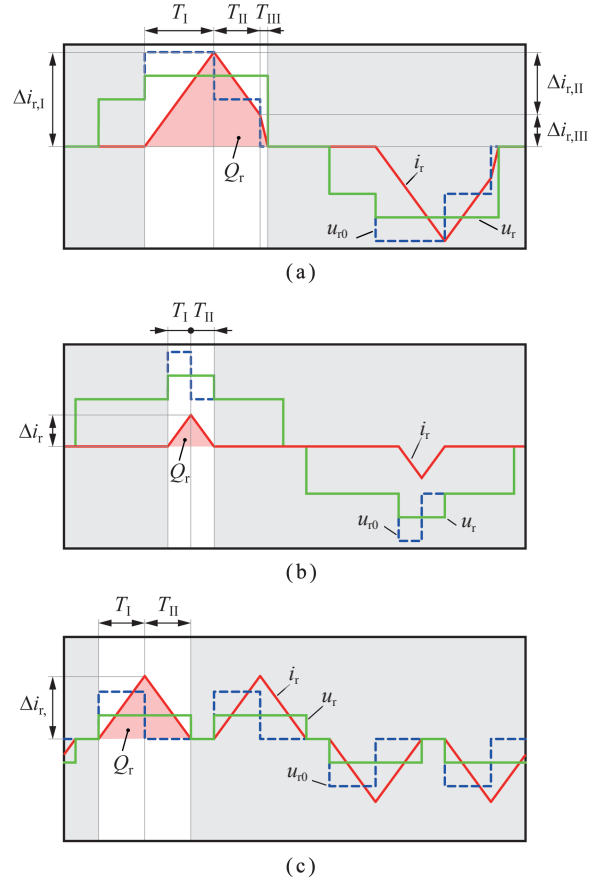 T_I T_II T_III
Δi_r,I
Δi_r,II
Δi_r,III
Q_r
i_r
u_r0
u_r
(a)
T_I T_II
Δi_r
Q_r
i_r
u_r0
u_r
(b)
T_I T_II
Δi_r,
Q_r
i_r
u_r
u_r0
(c)